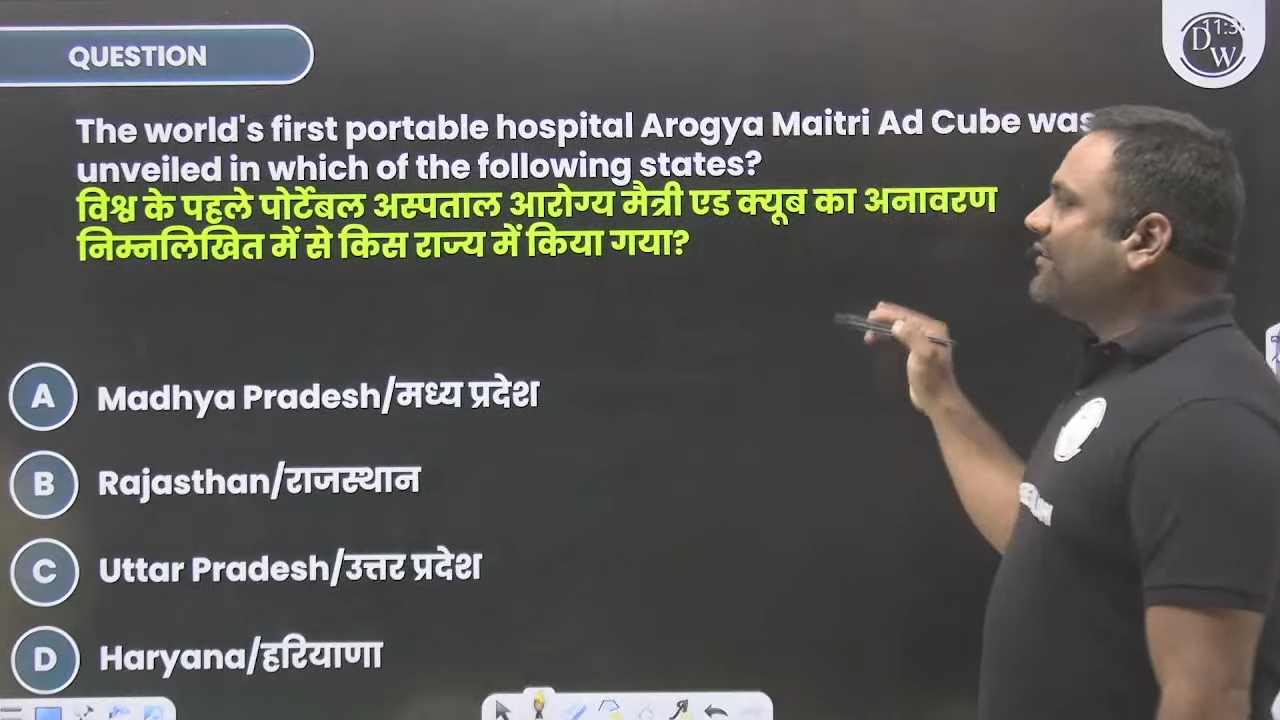 QUESTION
11:3
D
W
The world's first portable hospital Arogya Maitri Ad Cube was
unveiled in which of the following states?
विश्व के पहले पोर्टेबल अस्पताल आरोग्य मैत्री एड क्यूब का अनावरण
निम्नलिखित में से किस राज्य में किया गया?
A Madhya Pradesh/मध्य प्रदेश
B Rajasthan/राजस्थान
C Uttar Pradesh/उत्तर प्रदेश
D Haryana/हरियाणा